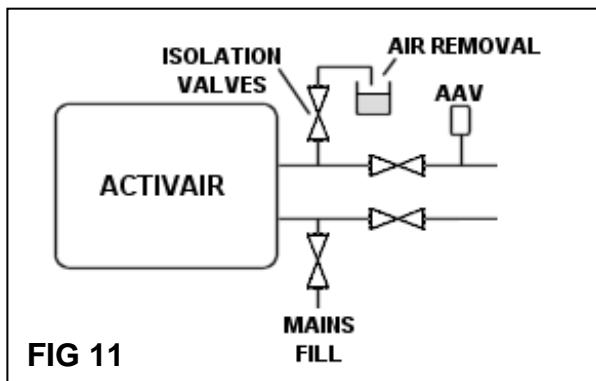 ISOLATION
VALVES
AIR REMOVAL
AAV
ACTIVAIR
MAINS
FILL
FIG 11